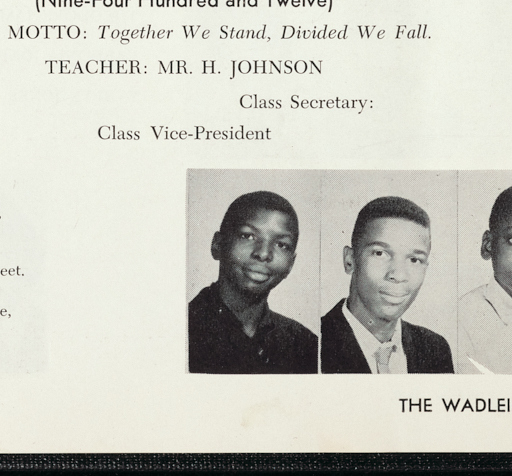 (Nine-Four Hundred and Twelve)
MOTTO: Together We Stand, Divided We Fall.
TEACHER: MR. H. JOHNSON
Class Secretary:
Class Vice-President
eet.
e,
THE WADLEI